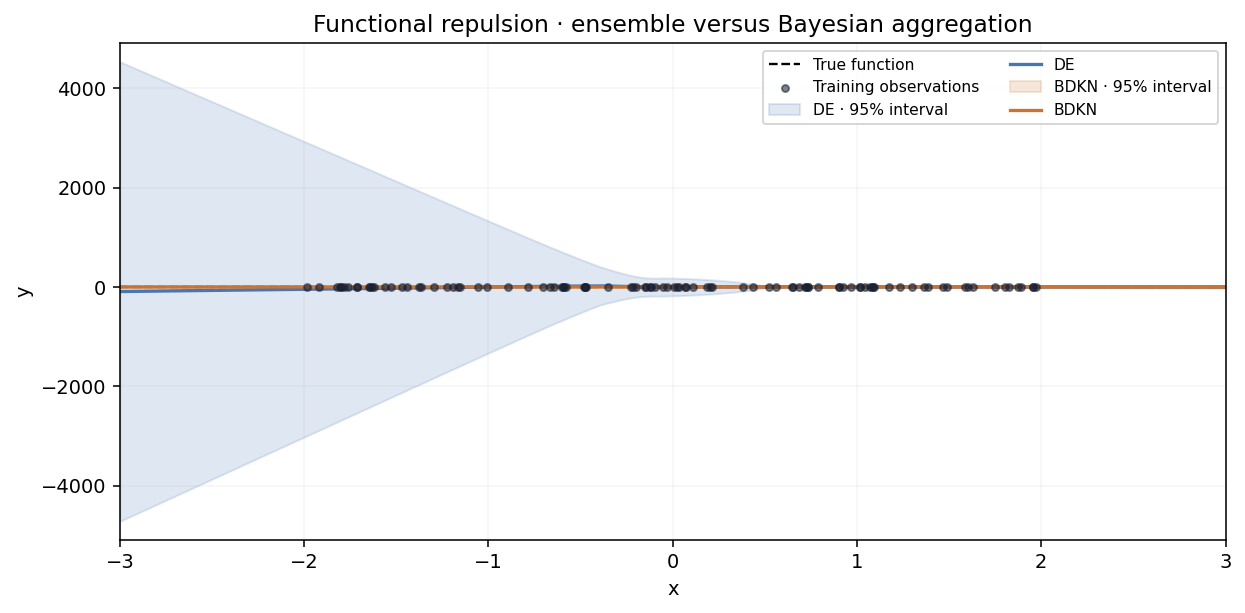 Functional repulsion · ensemble versus Bayesian aggregation
True function
Training observations
DE · 95% interval
DE
BDKN · 95% interval
BDKN
y
4000
2000
0
−2000
−4000
−3
−2
−1
0
1
2
3
x